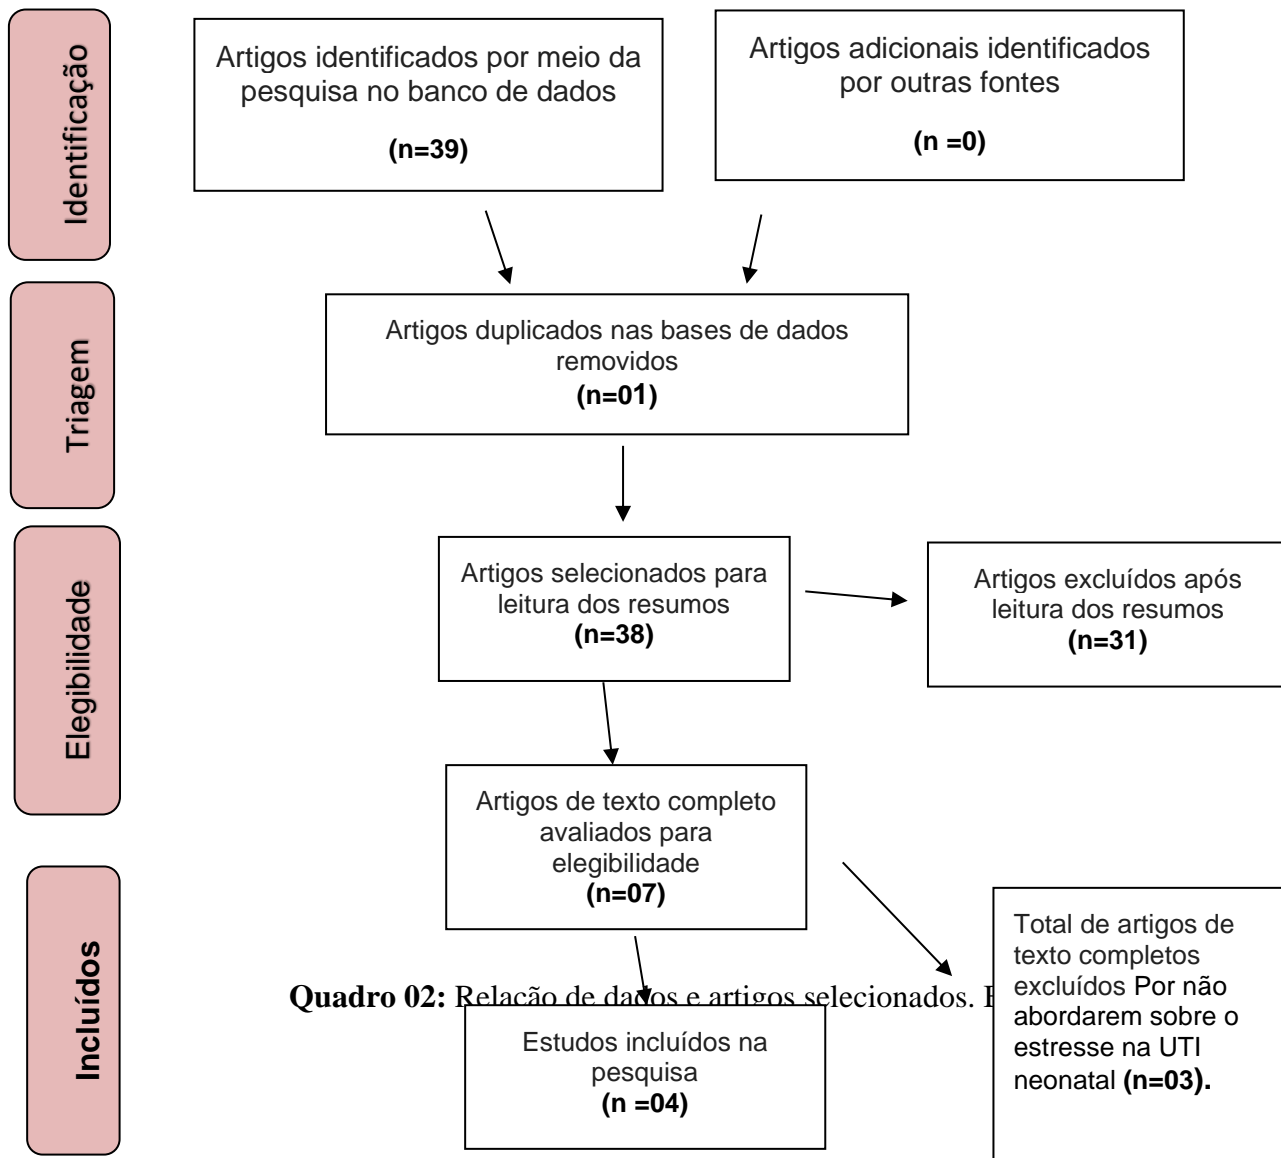 Identificação
Artigos identificados por meio da
pesquisa no banco de dados
(n=39)
Artigos adicionais identificados
por outras fontes
(n =0)
Triagem
Artigos duplicados nas bases de dados
removidos
(n=01)
Elegibilidade
Artigos selecionados para
leitura dos resumos
(n=38)
Artigos excluídos após
leitura dos resumos
(n=31)
Artigos de texto completo
avaliados para
elegibilidade
(n=07)
Incluídos
Total de artigos de
texto completos
excluídos Por não
abordarem sobre o
estresse na UTI
neonatal (n=03).
Quadro 02: Relação de dados e artigos selecionados.
Estudos incluídos na
pesquisa
(n =04)